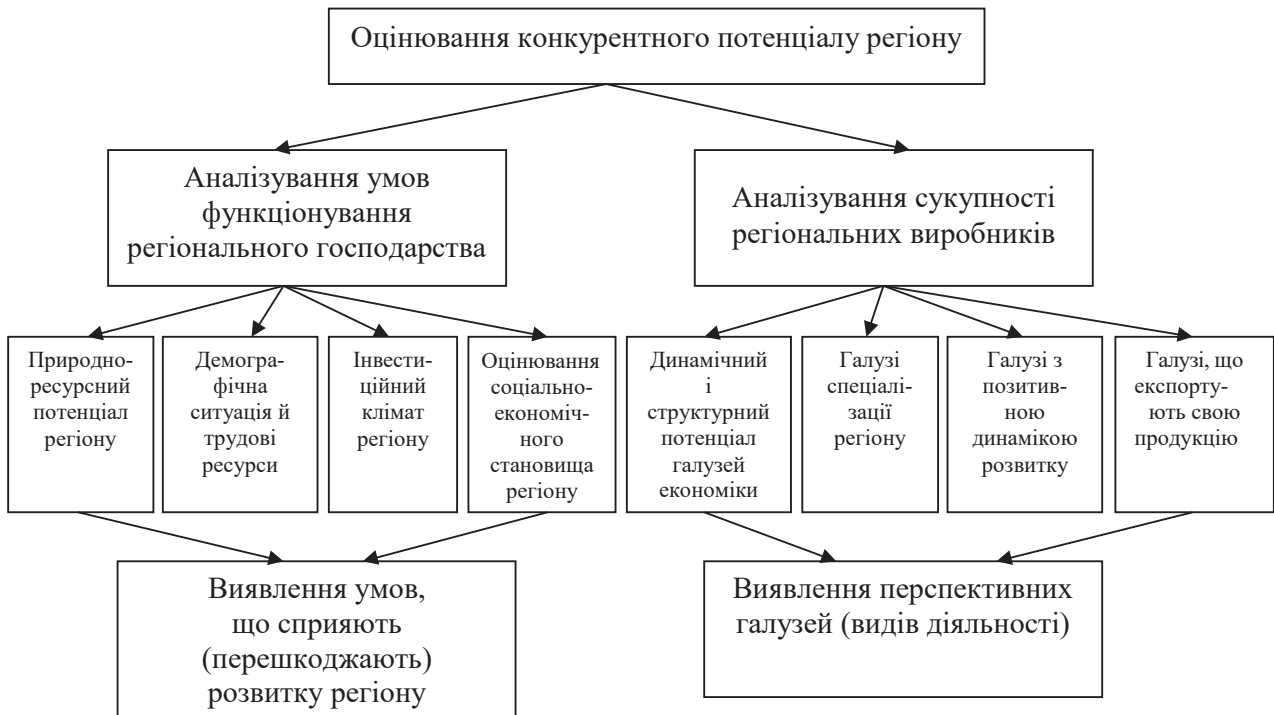 Оцінювання конкурентного потенціалу регіону
Аналізування умов
функціонування
регіонального господарства
Аналізування сукупності
регіональних виробників
Природно-
ресурсний
потенціал
регіону
Демогра-
фічна
ситуація й
трудові
ресурси
Інвести-
ційний
клімат
регіону
Оцінювання
соціально-
економіч-
ного
становища
регіону
Динамічний
і
структурний
потенціал
галузей
економіки
Галузі
спеціалі-
зації
регіону
Галузі з
позитив-
ною
динамікою
розвитку
Галузі, що
експорту-
ють свою
продукцію
Виявлення умов,
що сприяють
(перешкоджають)
розвитку регіону
Виявлення перспективних
галузей (видів діяльності)